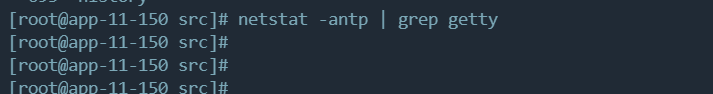 [root@app-11-150 src]# netstat -antp | grep getty
[root@app-11-150 src]#
[root@app-11-150 src]#
[root@app-11-150 src]#